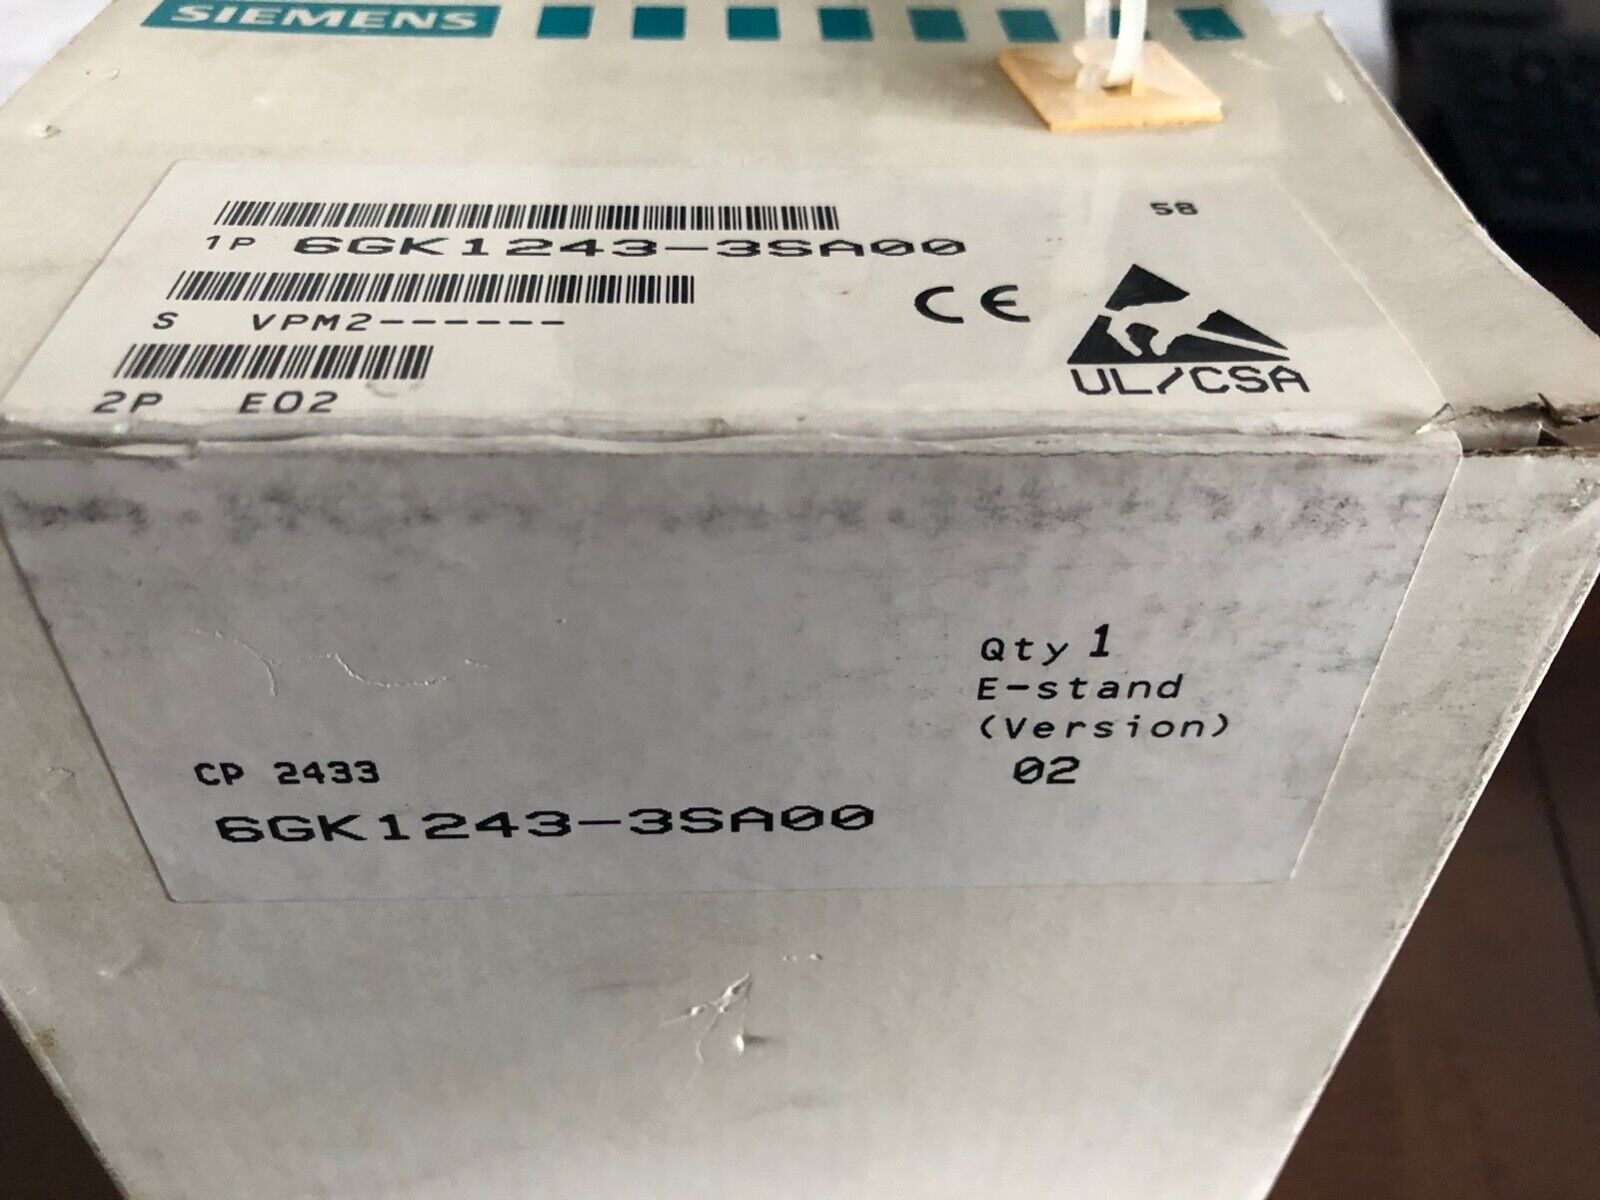 SIEMENS
58
1P 6GK1243-3SA00
S VPM2------
CE
UL/CSA
2P E02
Qty 1
E-stand
(Version)
02
CP 2433
6GK1243-3SA00